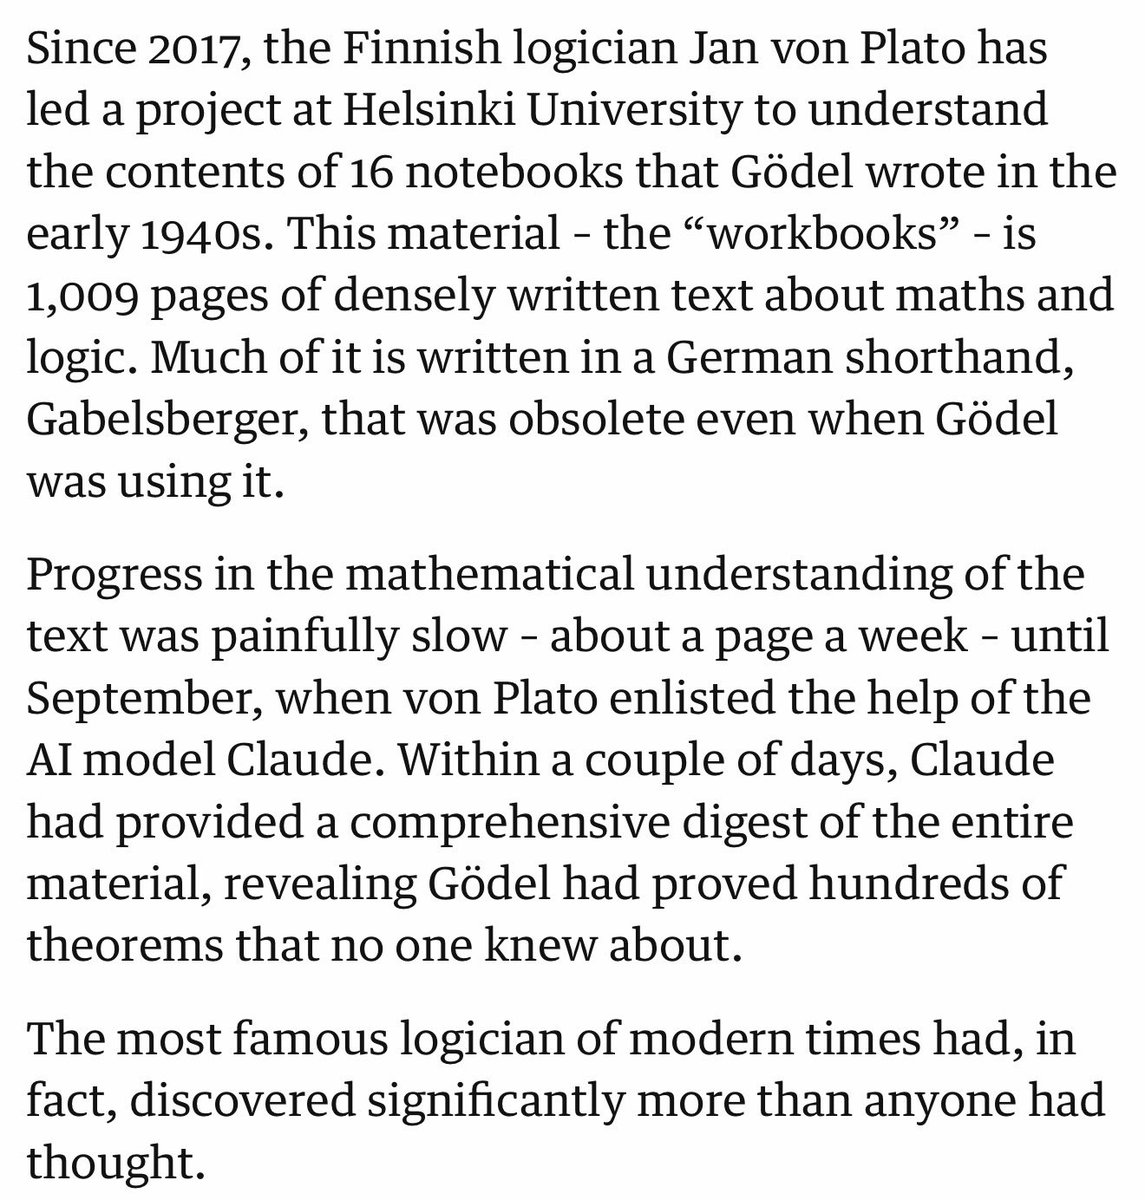 Since 2017, the Finnish logician Jan von Plato has
led a project at Helsinki University to understand
the contents of 16 notebooks that Gödel wrote in the
early 1940s. This material – the “workbooks” – is
1,009 pages of densely written text about maths and
logic. Much of it is written in a German shorthand,
Gabelsberger, that was obsolete even when Gödel
was using it.
Progress in the mathematical understanding of the
text was painfully slow – about a page a week – until
September, when von Plato enlisted the help of the
AI model Claude. Within a couple of days, Claude
had provided a comprehensive digest of the entire
material, revealing Gödel had proved hundreds of
theorems that no one knew about.
The most famous logician of modern times had, in
fact, discovered significantly more than anyone had
thought.